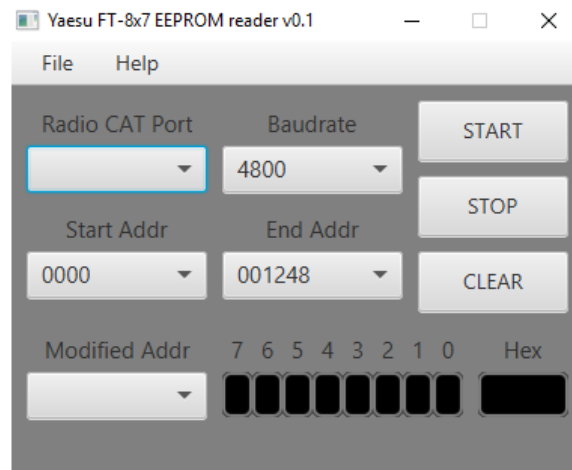 Yaesu FT-8x7 EEPROM reader v0.1
File Help
Radio CAT Port Baudrate START
4800
STOP
Start Addr End Addr
0000 001248 CLEAR
Modified Addr 7 6 5 4 3 2 1 0 Hex